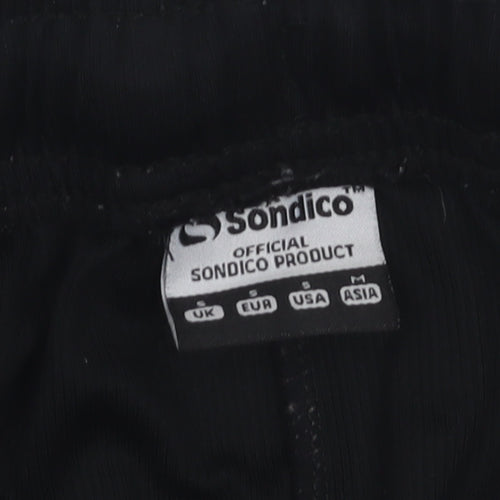 Sondico™
OFFICIAL
SONDICO PRODUCT
S S S M
UK EUR USA ASIA